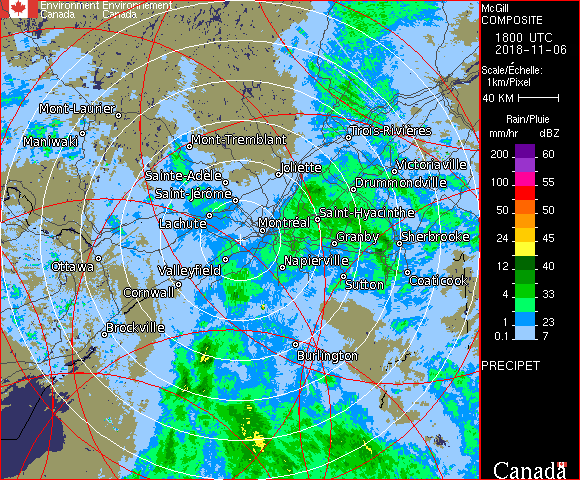 Environment Environnement
Canada Canada
McGill
COMPOSITE
1800 UTC
2018-11-06
Scale/Échelle:
1km/Pixel
40 KM
Rain/Pluie
mm/hr dBZ
200 60
100 55
50 50
24 45
12 40
4 33
1 23
0.1 7
PRECIPET
Canada
Mont-Laurier
Maniwaki
Mont-Tremblant
Trois-Rivières
Joliette
Victoriaville
Sainte-Adèle
Drummondville
Saint-Jérôme
Saint-Hyacinthe
Lachute
Montréal
Granby
Sherbrooke
Ottawa
Valleyfield
Napierville
Coaticook
Sutton
Cornwall
Brockville
Burlington